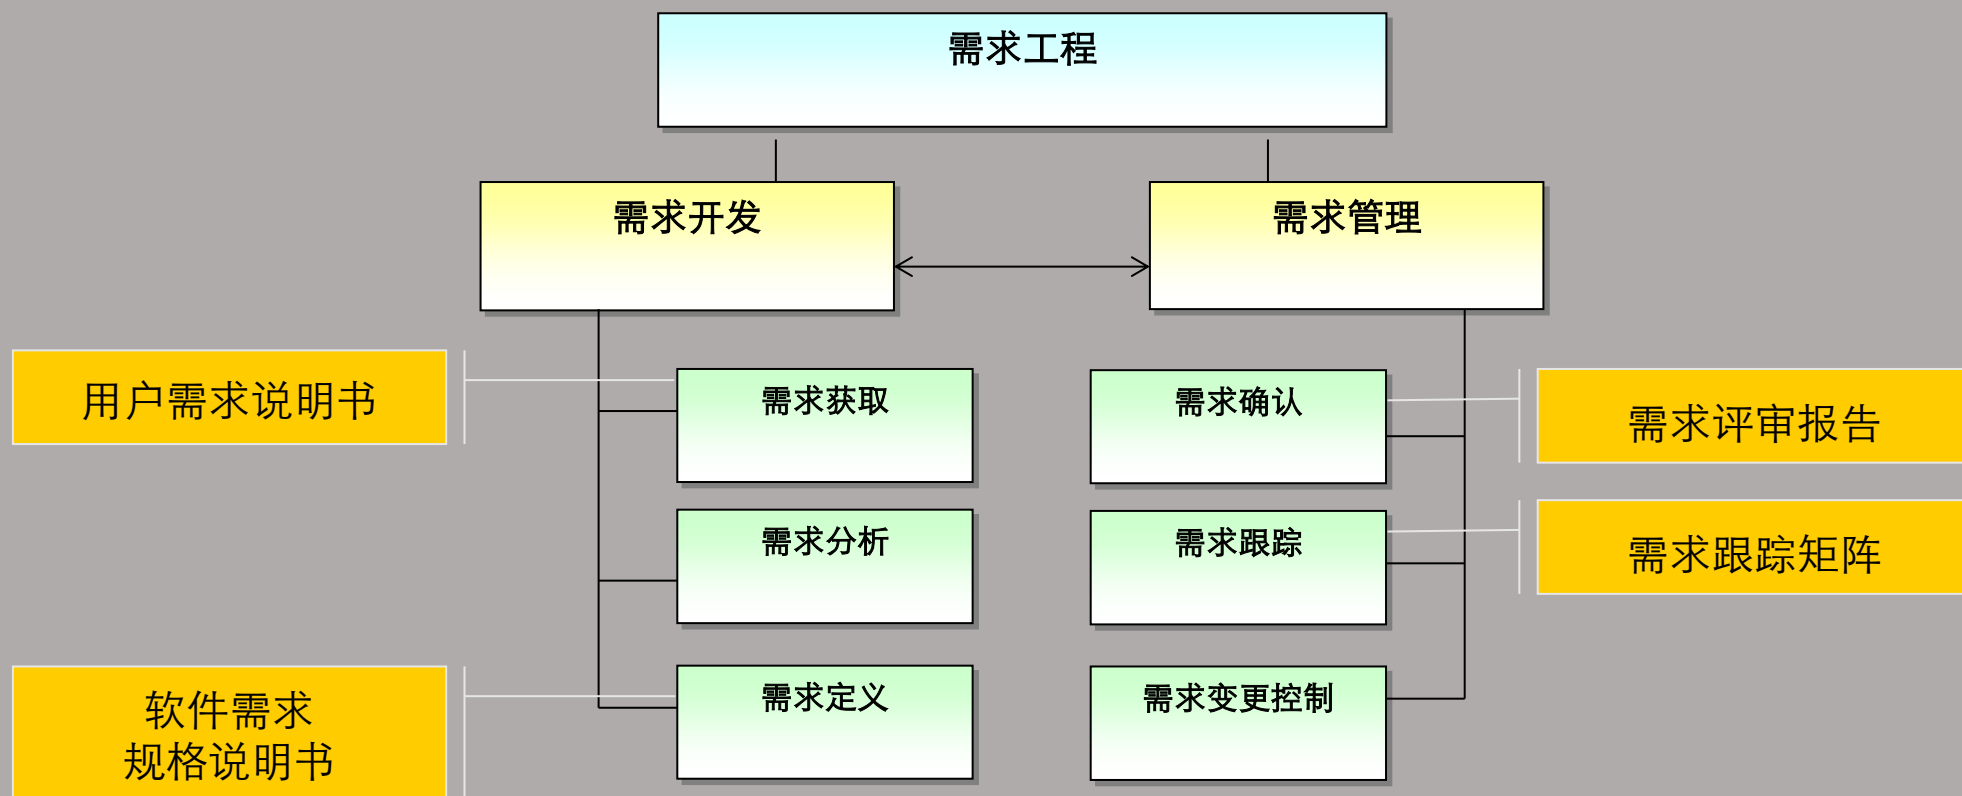 需求工程
需求开发
需求管理
用户需求说明书
需求获取
需求确认
需求评审报告
需求分析
需求跟踪
需求跟踪矩阵
软件需求
规格说明书
需求定义
需求变更控制